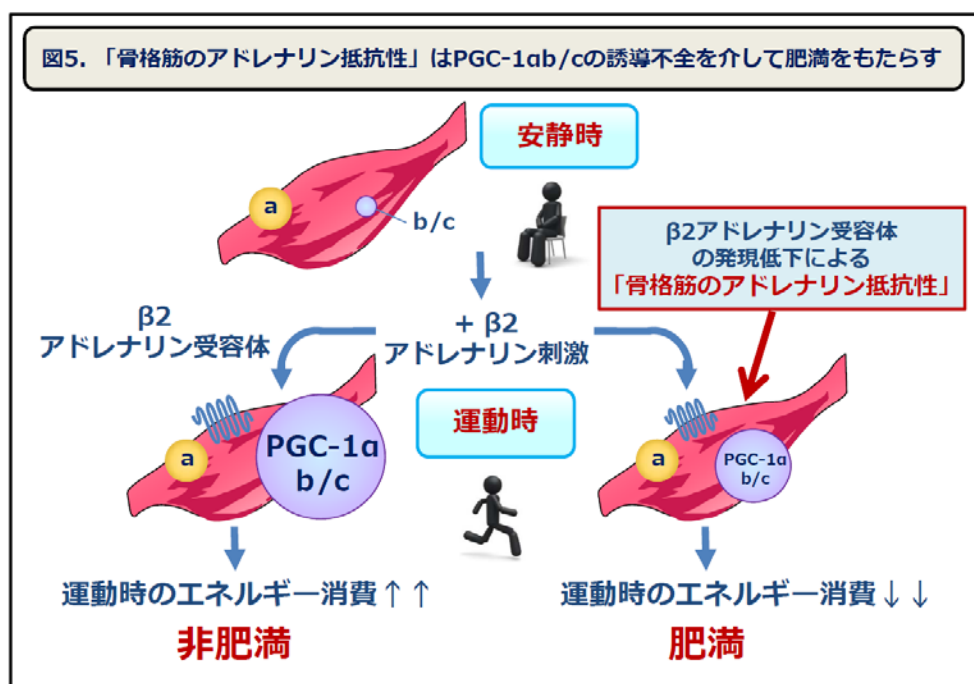 図5. 「骨格筋のアドレナリン抵抗性」はPGC-1αb/cの誘導不全を介して肥満をもたらす
安静時
a
b/c
β2アドレナリン受容体
の発現低下による
「骨格筋のアドレナリン抵抗性」
β2
アドレナリン受容体
+ β2
アドレナリン刺激
運動時
a
PGC-1α
b/c
a
PGC-1α
b/c
運動時のエネルギー消費↑↑
非肥満
運動時のエネルギー消費↓↓
肥満